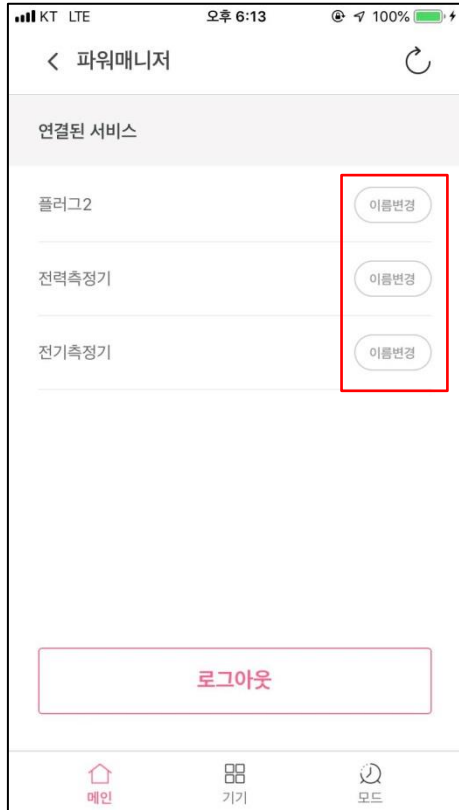 KT LTE 오후 6:13 100%
파워매니저
연결된 서비스
플러그2 이름변경
전력측정기 이름변경
전기측정기 이름변경
로그아웃
메인 기기 모드